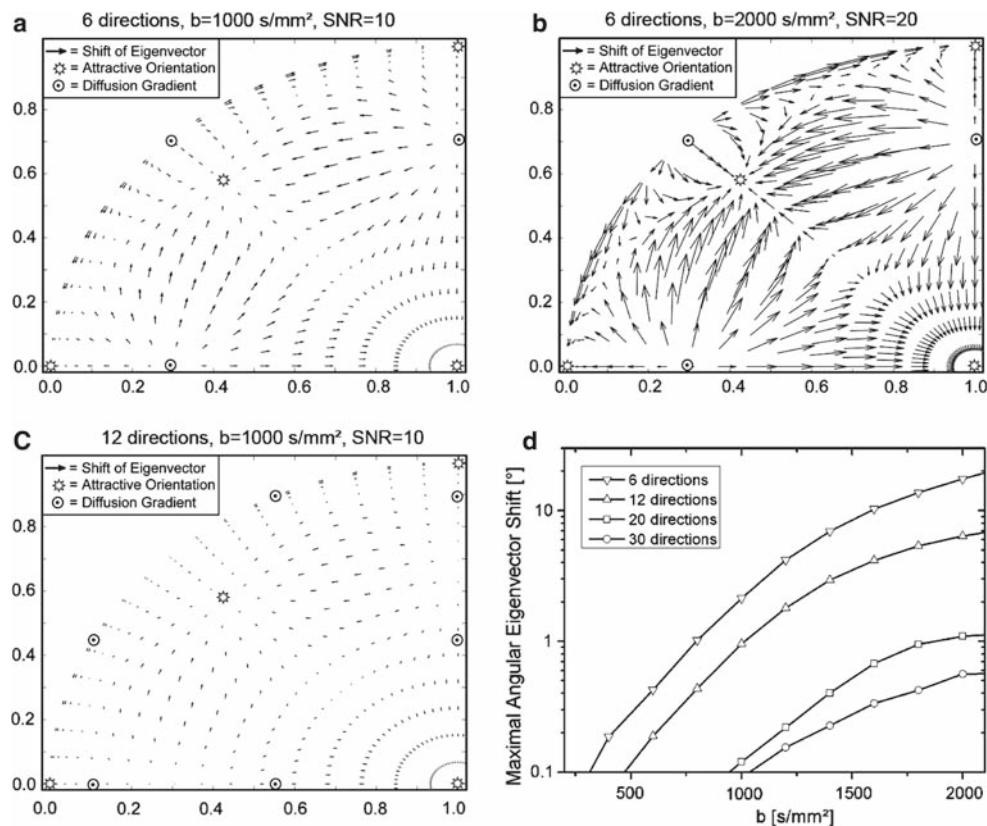 a
6 directions, b=1000 s/mm², SNR=10
= Shift of Eigenvector
= Attractive Orientation
= Diffusion Gradient
0.8
0.6
0.4
0.2
0.0
0.0 0.2 0.4 0.6 0.8 1.0
b
6 directions, b=2000 s/mm², SNR=20
= Shift of Eigenvector
= Attractive Orientation
= Diffusion Gradient
0.8
0.6
0.4
0.2
0.0
0.0 0.2 0.4 0.6 0.8 1.0
C
12 directions, b=1000 s/mm², SNR=10
= Shift of Eigenvector
= Attractive Orientation
= Diffusion Gradient
0.8
0.6
0.4
0.2
0.0
0.0 0.2 0.4 0.6 0.8 1.0
d
6 directions
12 directions
20 directions
30 directions
Maximal Angular Eigenvector Shift [°]
10
1
0.1
500 1000 1500 2000
b [s/mm²]